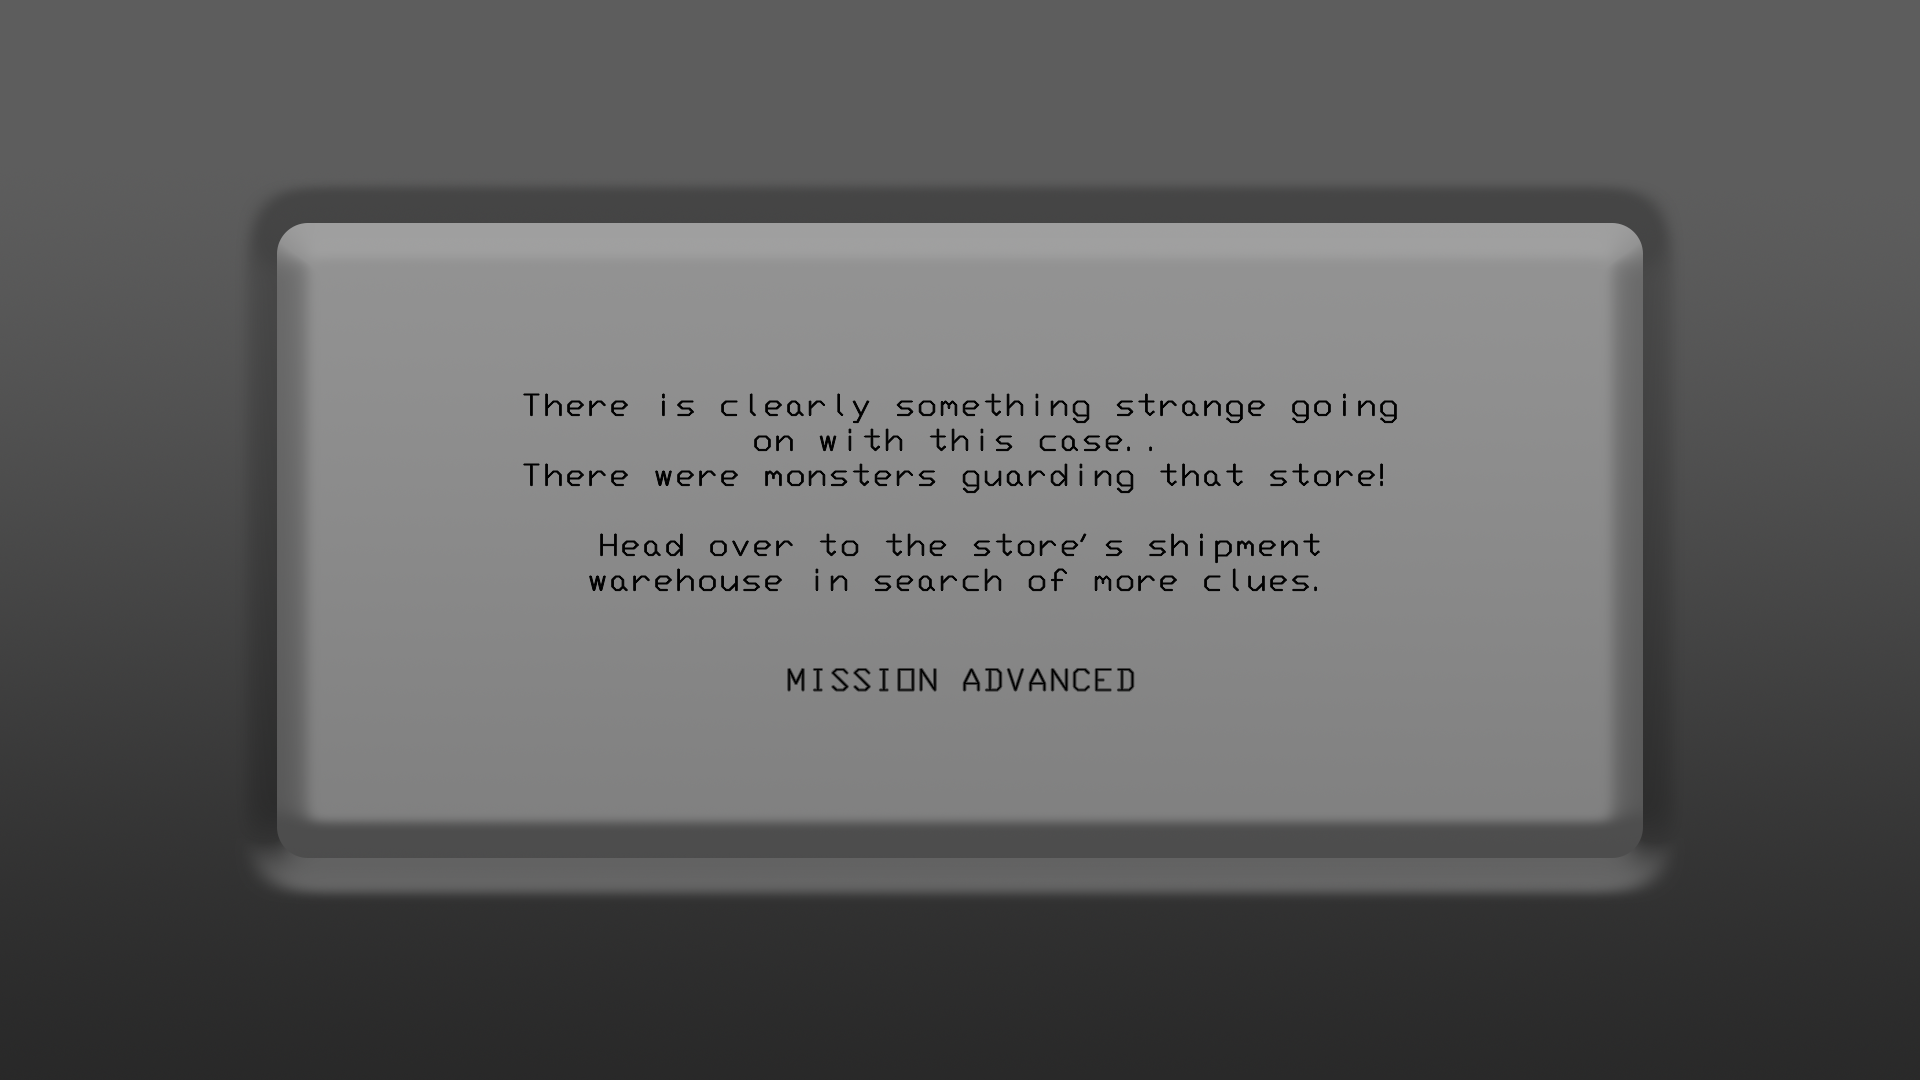 There is clearly something strange going
on with this case..
There were monsters guarding that store!
Head over to the store's shipment
warehouse in search of more clues.
MISSION ADVANCED